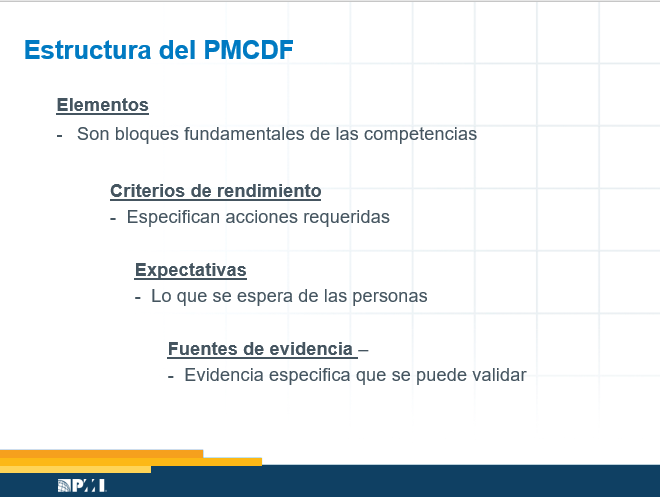 Estructura del PMCDF
Elementos
- Son bloques fundamentales de las competencias
Criterios de rendimiento
- Especifican acciones requeridas
Expectativas
- Lo que se espera de las personas
Fuentes de evidencia –
- Evidencia especifica que se puede validar
PMI